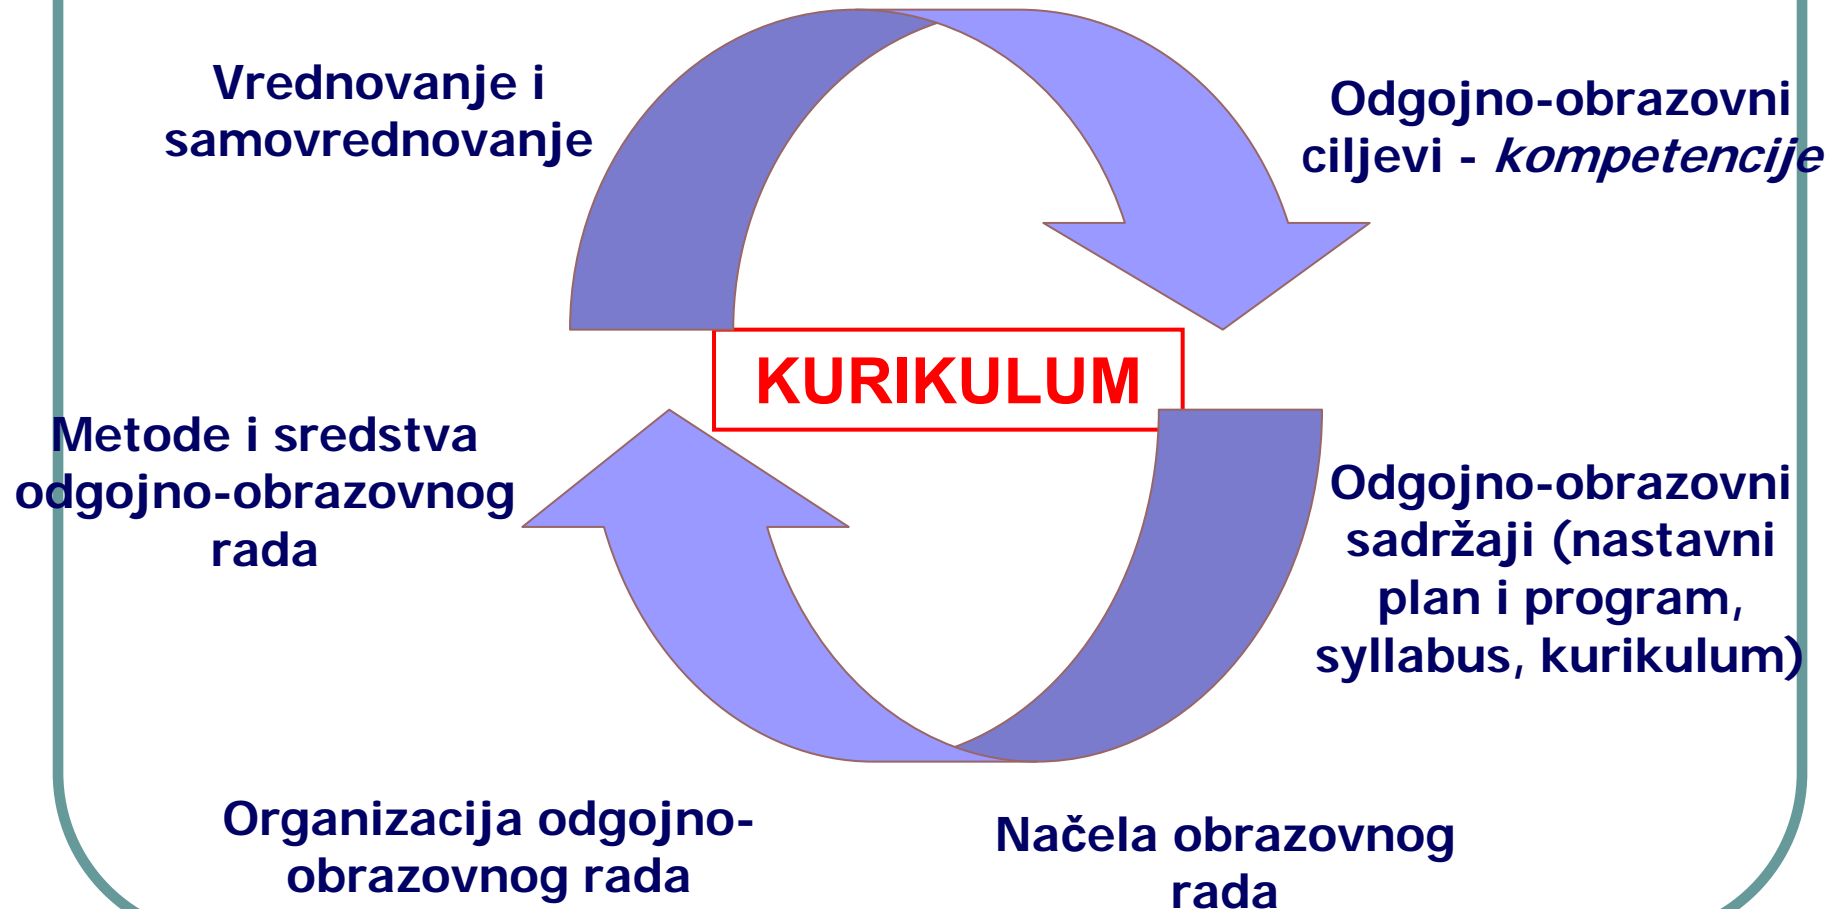 Vrednovanje i
samovrednovanje
Odgojno-obrazovni
ciljevi - kompetencije
KURIKULUM
Metode i sredstva
odgojno-obrazovnog
rada
Odgojno-obrazovni
sadržaji (nastavni
plan i program,
syllabus, kurikulum)
Organizacija odgojno-
obrazovnog rada
Načela obrazovnog
rada